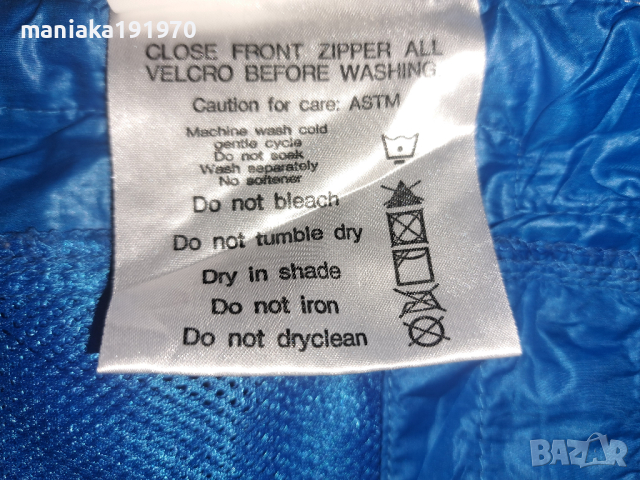 maniaka191970
CLOSE FRONT ZIPPER ALL
VELCRO BEFORE WASHING
Caution for care: ASTM
Machine wash cold
gentle cycle
Do not soak
Wash separately
No softener
Do not bleach
Do not tumble dry
Dry in shade
Do not iron
Do not dryclean
BAZAR